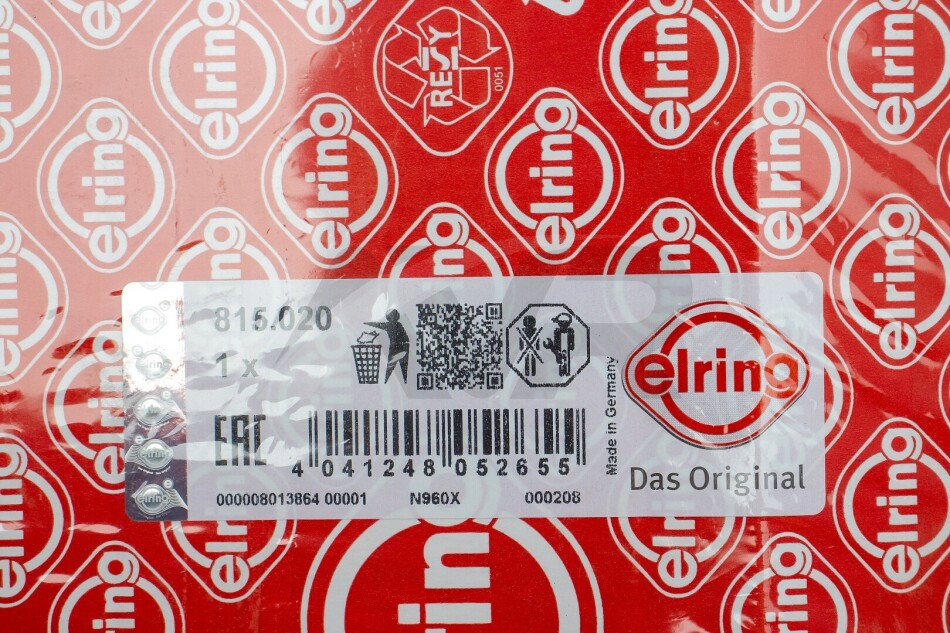 RESY
0051
815.020
1 x
EAC
4 041248 052655
Made in Germany
elring
Das Original
000008013864 00001 N960X 000208
elring